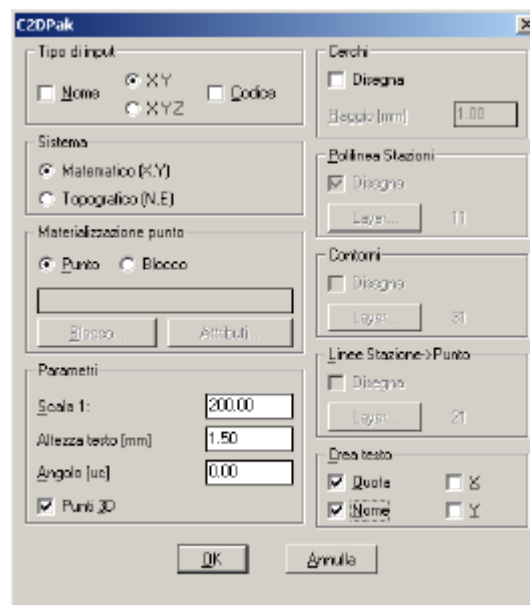 C2DPak
Tipo di input
Nome
X,Y
X,Y,Z
Codice
Sistema
Matematico (X,Y)
Topografico (N,E)
Materializzazione punto
Punto
Blocco
Blocco...
Attributi...
Parametri
Scala 1:
200.00
Altezza testo [mm]
1.50
Angolo [uc]
0.00
Punti 3D
Cerchi
Disegna
Raggio [mm]
1.00
Polilinea Stazioni
Disegna
Layer...
11
Contorni
Disegna
Layer...
31
Linee Stazione->Punto
Disegna
Layer...
21
Crea testo
Quota
X
Nome
Y
OK
Annulla